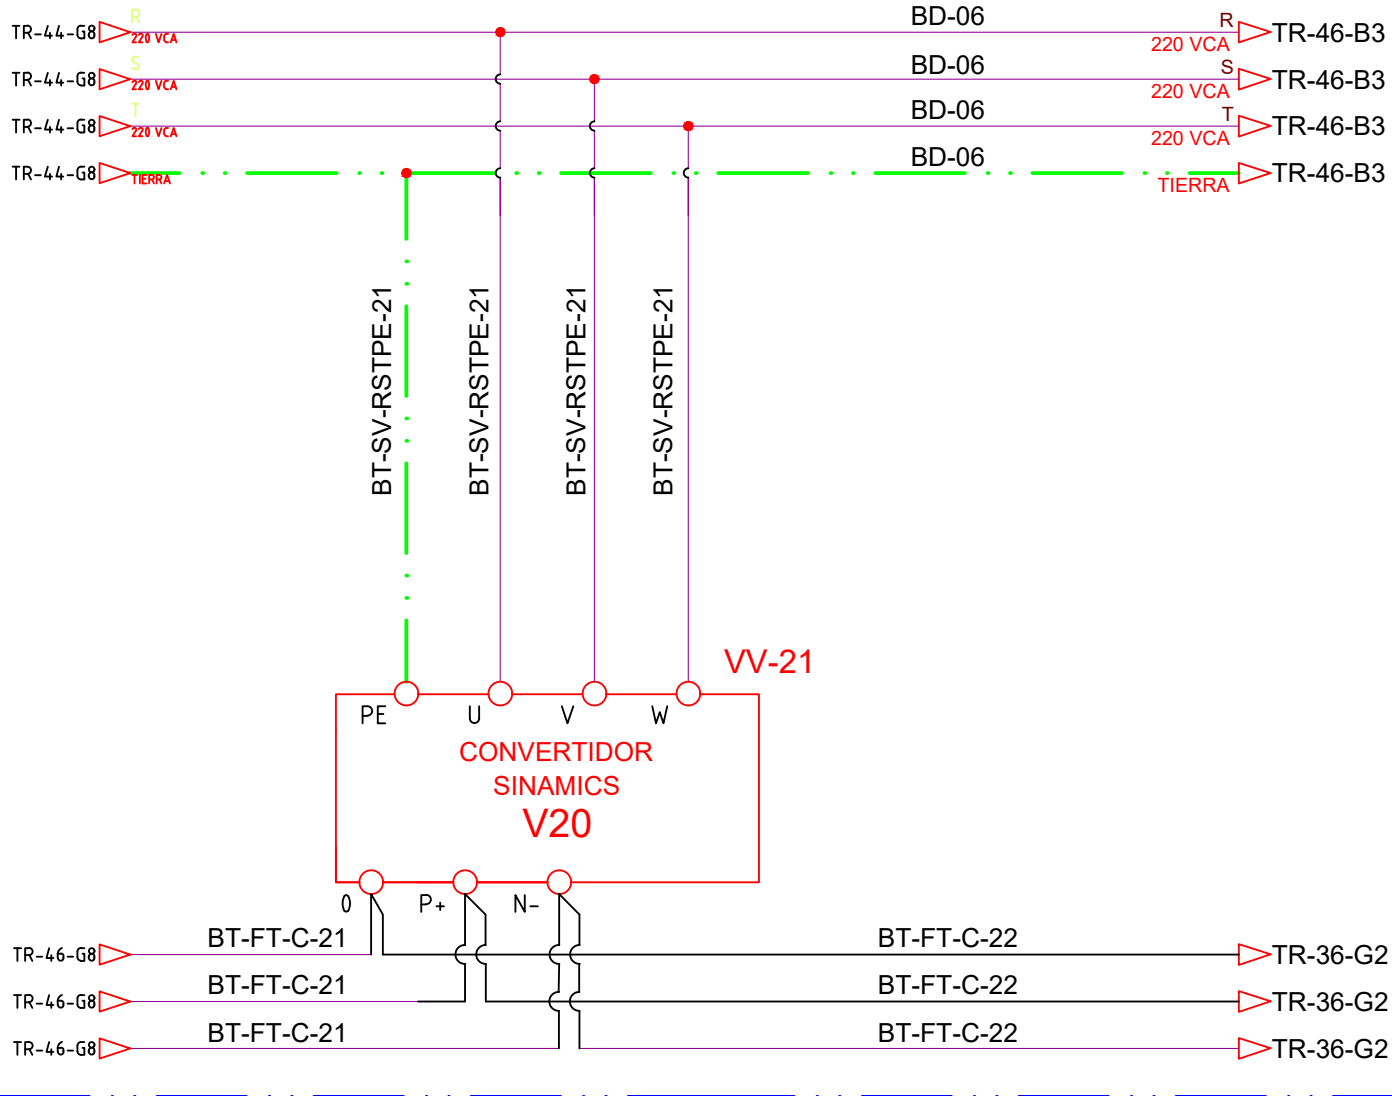 TR-44-G8 R 220 VCA BD-06 R 220 VCA TR-46-B3
TR-44-G8 S 220 VCA BD-06 S 220 VCA TR-46-B3
TR-44-G8 T 220 VCA BD-06 T 220 VCA TR-46-B3
TR-44-G8 TIERRA BD-06 TIERRA TR-46-B3
BT-SV-RSTPE-21
BT-SV-RSTPE-21
BT-SV-RSTPE-21
BT-SV-RSTPE-21
VV-21
PE U V W
CONVERTIDOR
SINAMICS
V20
0 P+ N-
TR-46-G8 BT-FT-C-21 BT-FT-C-22 TR-36-G2
TR-46-G8 BT-FT-C-21 BT-FT-C-22 TR-36-G2
TR-46-G8 BT-FT-C-21 BT-FT-C-22 TR-36-G2